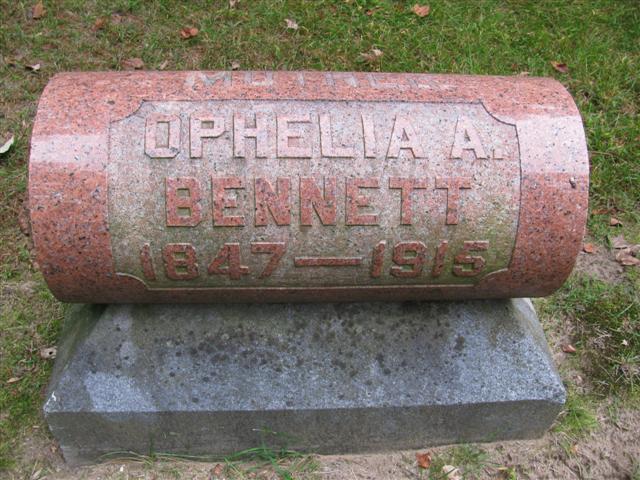 MOTHER
OPHELIA A.
BENNETT
1847—1915